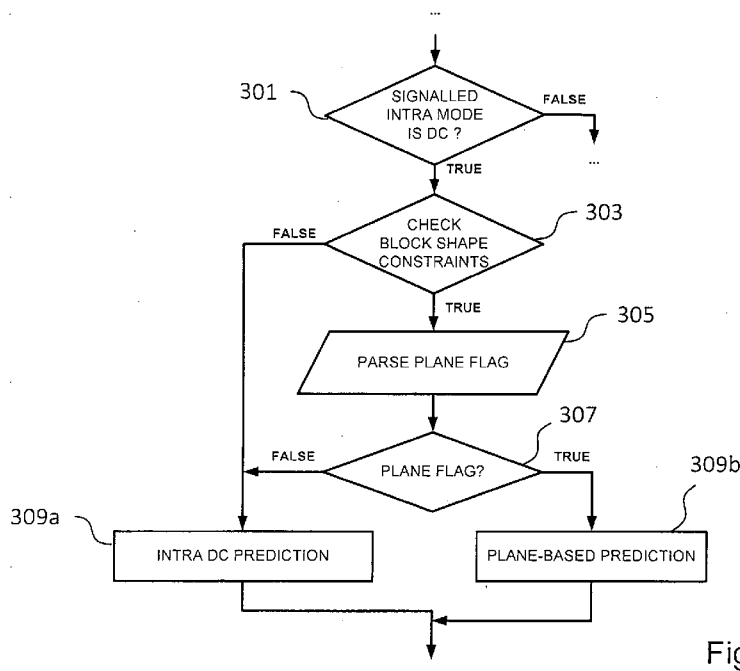 ...
301
SIGNALLED
INTRA MODE
IS DC ?
FALSE
...
TRUE
303
FALSE
CHECK
BLOCK SHAPE
CONSTRAINTS
TRUE
305
PARSE PLANE FLAG
307
FALSE
PLANE FLAG?
TRUE
309b
309a
INTRA DC PREDICTION
PLANE-BASED PREDICTION